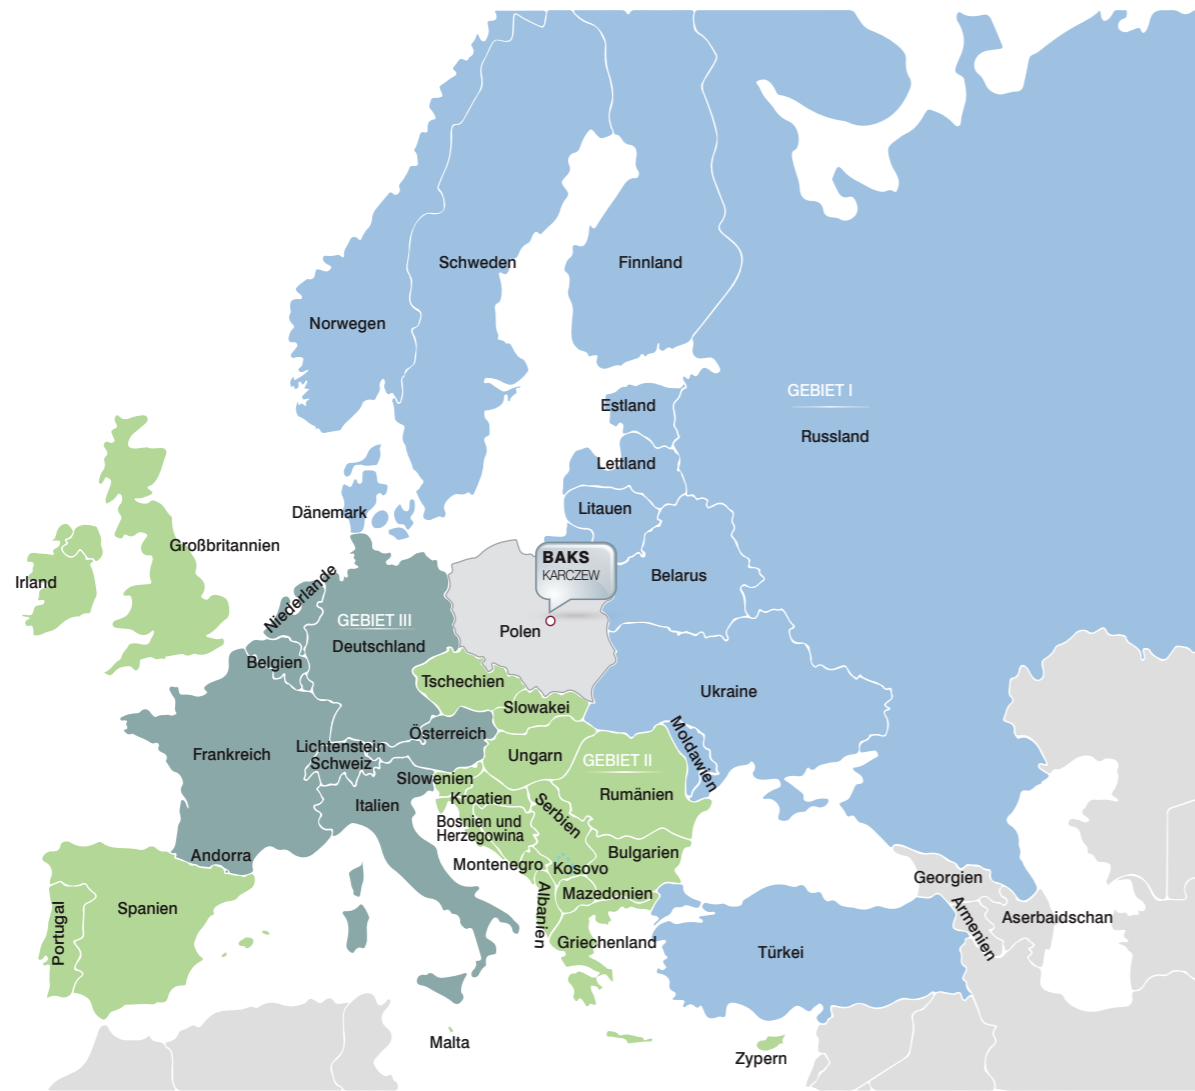 Schweden
Finnland
Norwegen
GEBIET I
Estland
Russland
Lettland
Litauen
Dänemark
Großbritannien
BAKS
KARCZEW
Irland
Belarus
Niederlande
GEBIET III
Polen
Deutschland
Belgien
Tschechien
Ukraine
Slowakei
Österreich
Moldawien
Lichtenstein
Schweiz
Frankreich
Ungarn
GEBIET II
Slowenien
Rumänien
Kroatien
Italien
Serbien
Bosnien und
Herzegowina
Andorra
Bulgarien
Montenegro
Kosovo
Georgien
Mazedonien
Albanien
Spanien
Portugal
Armenien
Aserbaidschan
Griechenland
Türkei
Malta
Zypern